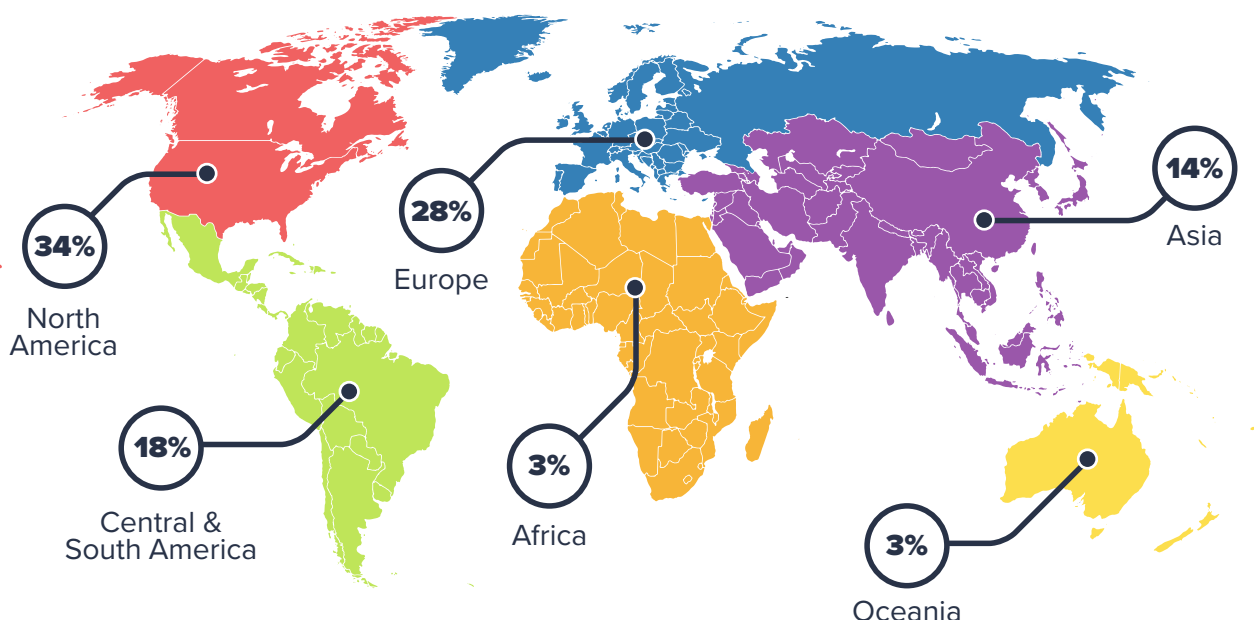 34%
North
America
28%
Europe
14%
Asia
18%
Central &
South America
3%
Africa
3%
Oceania